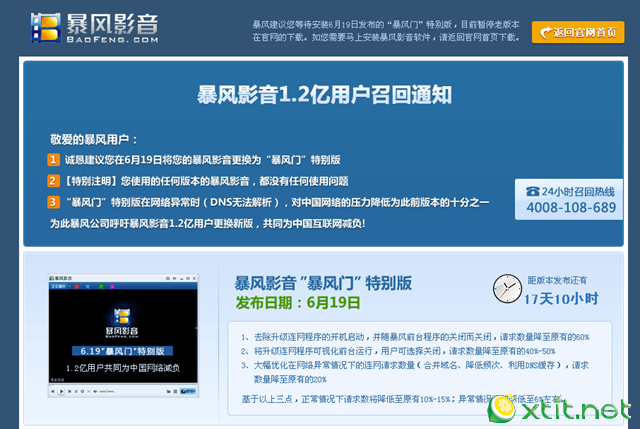 暴风影音
BAOFENG.COM
暴风建议您等待安装6月19日发布的“暴风门”特别版,目前暂停老版本
在官网的下载。如您需要马上安装暴风影音软件,请返回官网首页下载。
返回官网首页
暴风影音1.2亿用户召回通知
敬爱的暴风用户:
1 诚恳建议您在6月19日将您的暴风影音更换为“暴风门”特别版
2 【特别注明】您使用的任何版本的暴风影音,都没有任何使用问题
3 “暴风门”特别版在网络异常时(DNS无法解析),对中国网络的压力降低为此前版本的十分之一
为此暴风公司呼吁暴风影音1.2亿用户更换新版,共同为中国互联网减负!
24小时召回热线
4008-108-689
暴风影音
暴风影音
6.19“暴风门”特别版
1.2亿用户共同为中国网络减负
暴风影音“暴风门”特别版
发布日期:6月19日
距版本发布还有
17天10小时
1、去除升级连网程序的开机启动,并随暴风前台程序的关闭而关闭,请求数量降至原有的60%
2、将升级连网程序可视化前台运行,用户可选择关闭,请求数量降至原有的40%-50%
3、大幅优化在网络异常情况下的连网请求数量(合并域名、降低频次、利用DNS缓存),请求
数量降至原有的20%
基于以上三点,正常情况下请求数将降低至原有10%-15%;异常情况下
低至6%左右
xtit.net